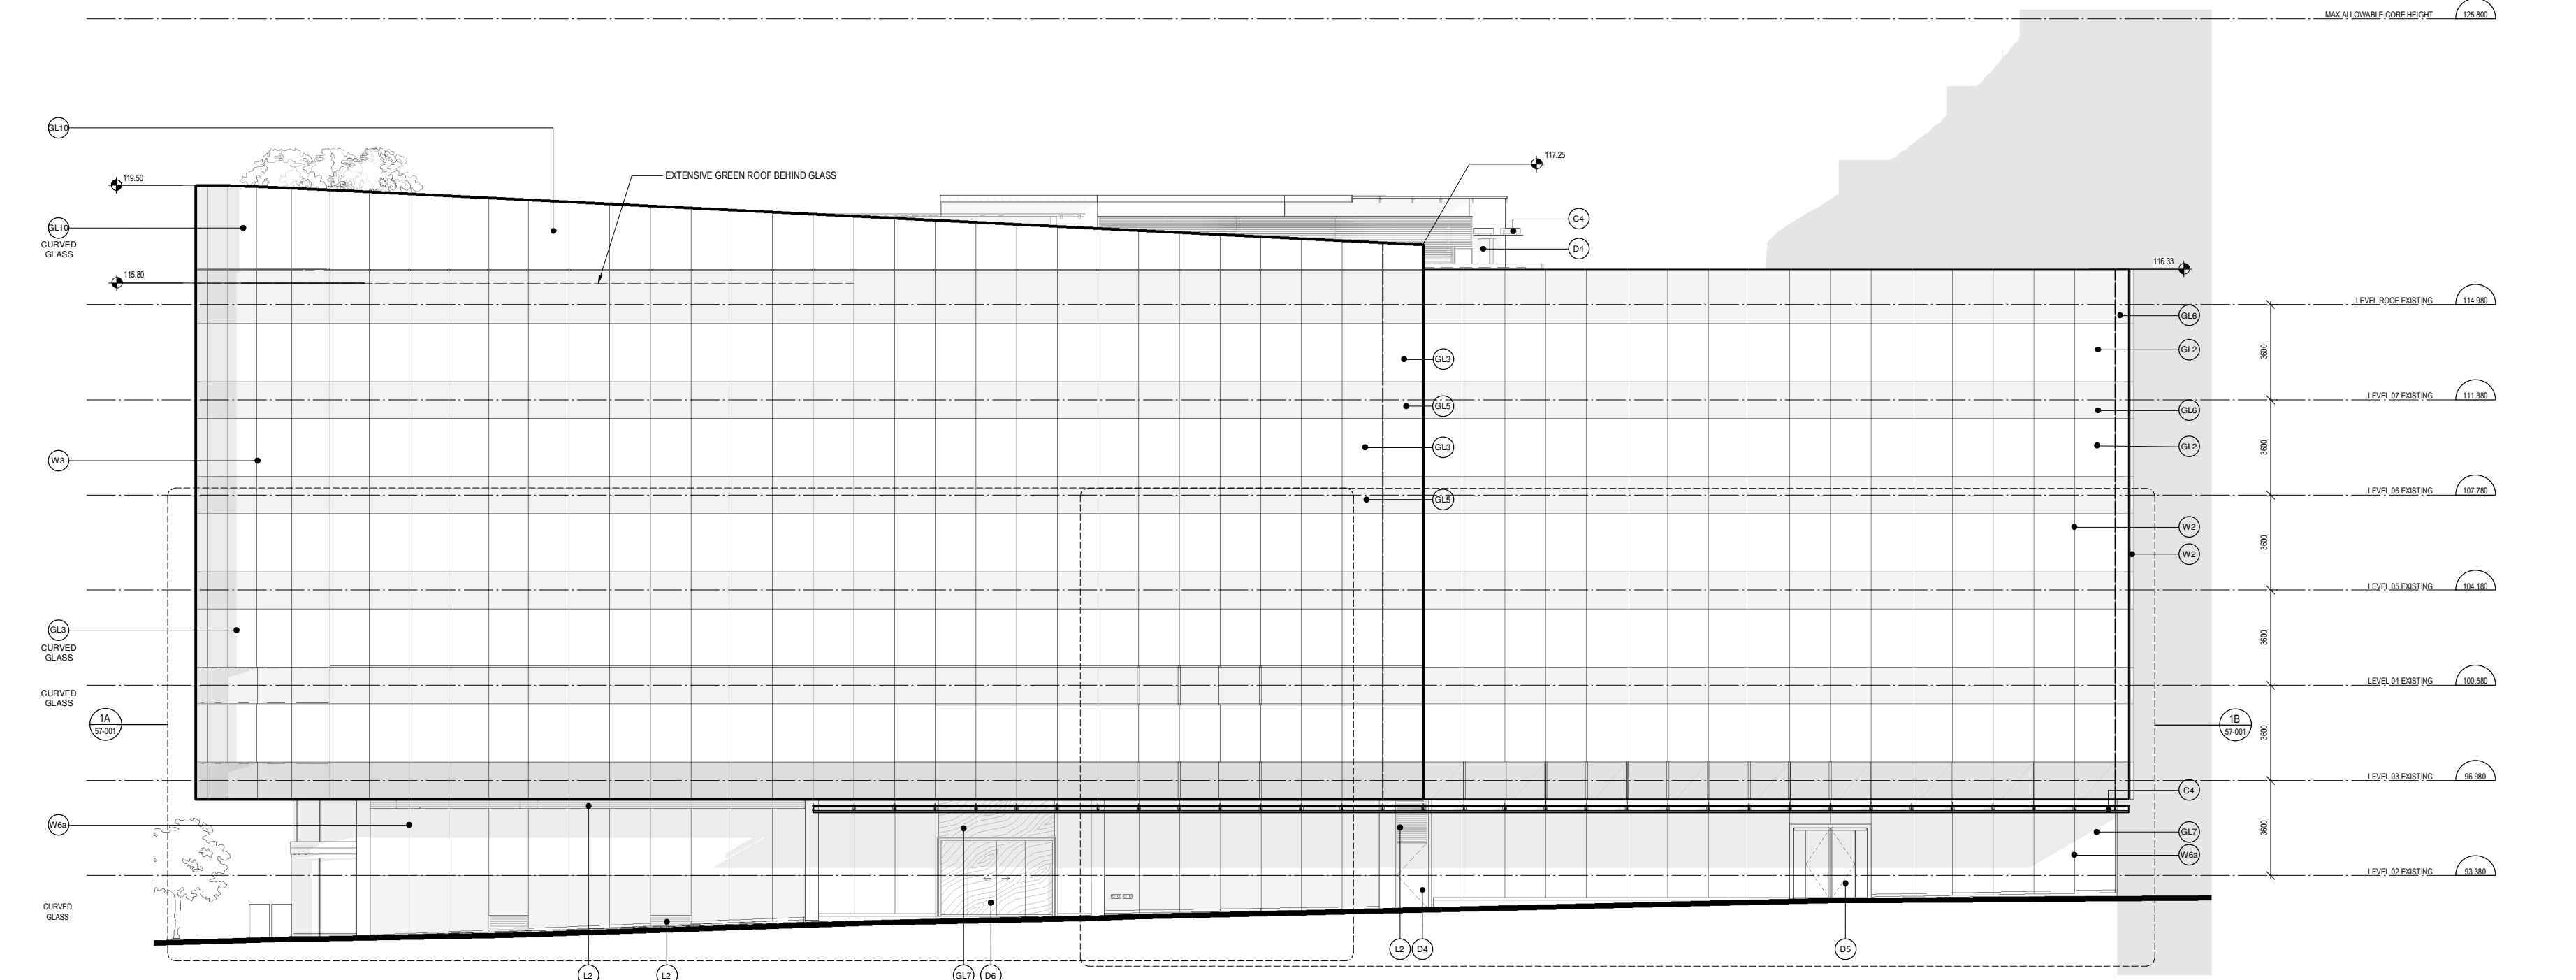 MAX ALLOWABLE CORE HEIGHT 125.800
GL10
117.25
EXTENSIVE GREEN ROOF BEHIND GLASS
119.50
C4
GL10
CURVED
GLASS
D4
116.33
115.80
LEVEL ROOF EXISTING 114.980
GL6
GL3
GL2
3600
LEVEL 07 EXISTING 111.380
GL5
GL6
GL3
GL2
3600
W3
LEVEL 06 EXISTING 107.780
GL5
W2
3600
W2
LEVEL 05 EXISTING 104.180
GL3
CURVED
GLASS
3600
LEVEL 04 EXISTING 100.580
CURVED
GLASS
1A
57-001
1B
57-001
3600
LEVEL 03 EXISTING 96.980
C4
W6a
GL7
3600
W6a
LEVEL 02 EXISTING 93.380
CURVED
GLASS
L2
D4
D5
L2
L2
GL7
D6